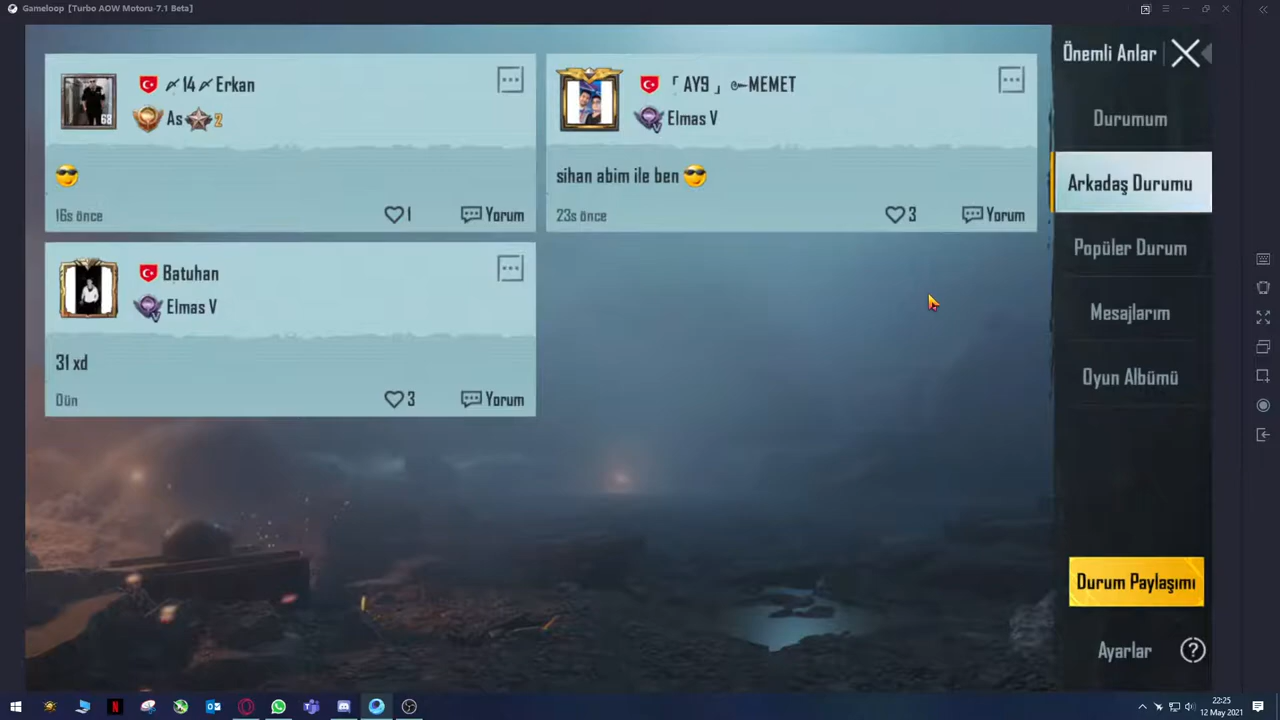 Gameloop [Turbo AOW Motoru-7.1 Beta]
Önemli Anlar
14 Erkan
As 2
68
😎
16s önce
1
Yorum
「 AY9 」 MEMET
Elmas V
sihan abim ile ben 😎
23s önce
3
Yorum
Batuhan
Elmas V
31 xd
Dün
3
Yorum
Durumum
Arkadaş Durumu
Popüler Durum
Mesajlarım
Oyun Albümü
Durum Paylaşımı
Ayarlar ?
22:25
12 May 2021